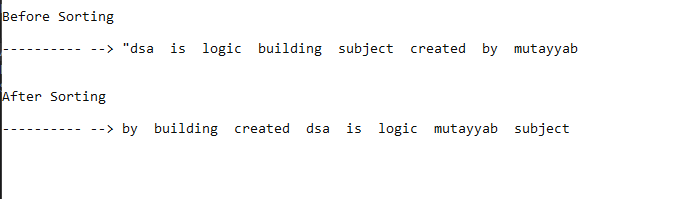 Before Sorting
---------- --> "dsa is logic building subject created by mutayyab
After Sorting
---------- --> by building created dsa is logic mutayyab subject